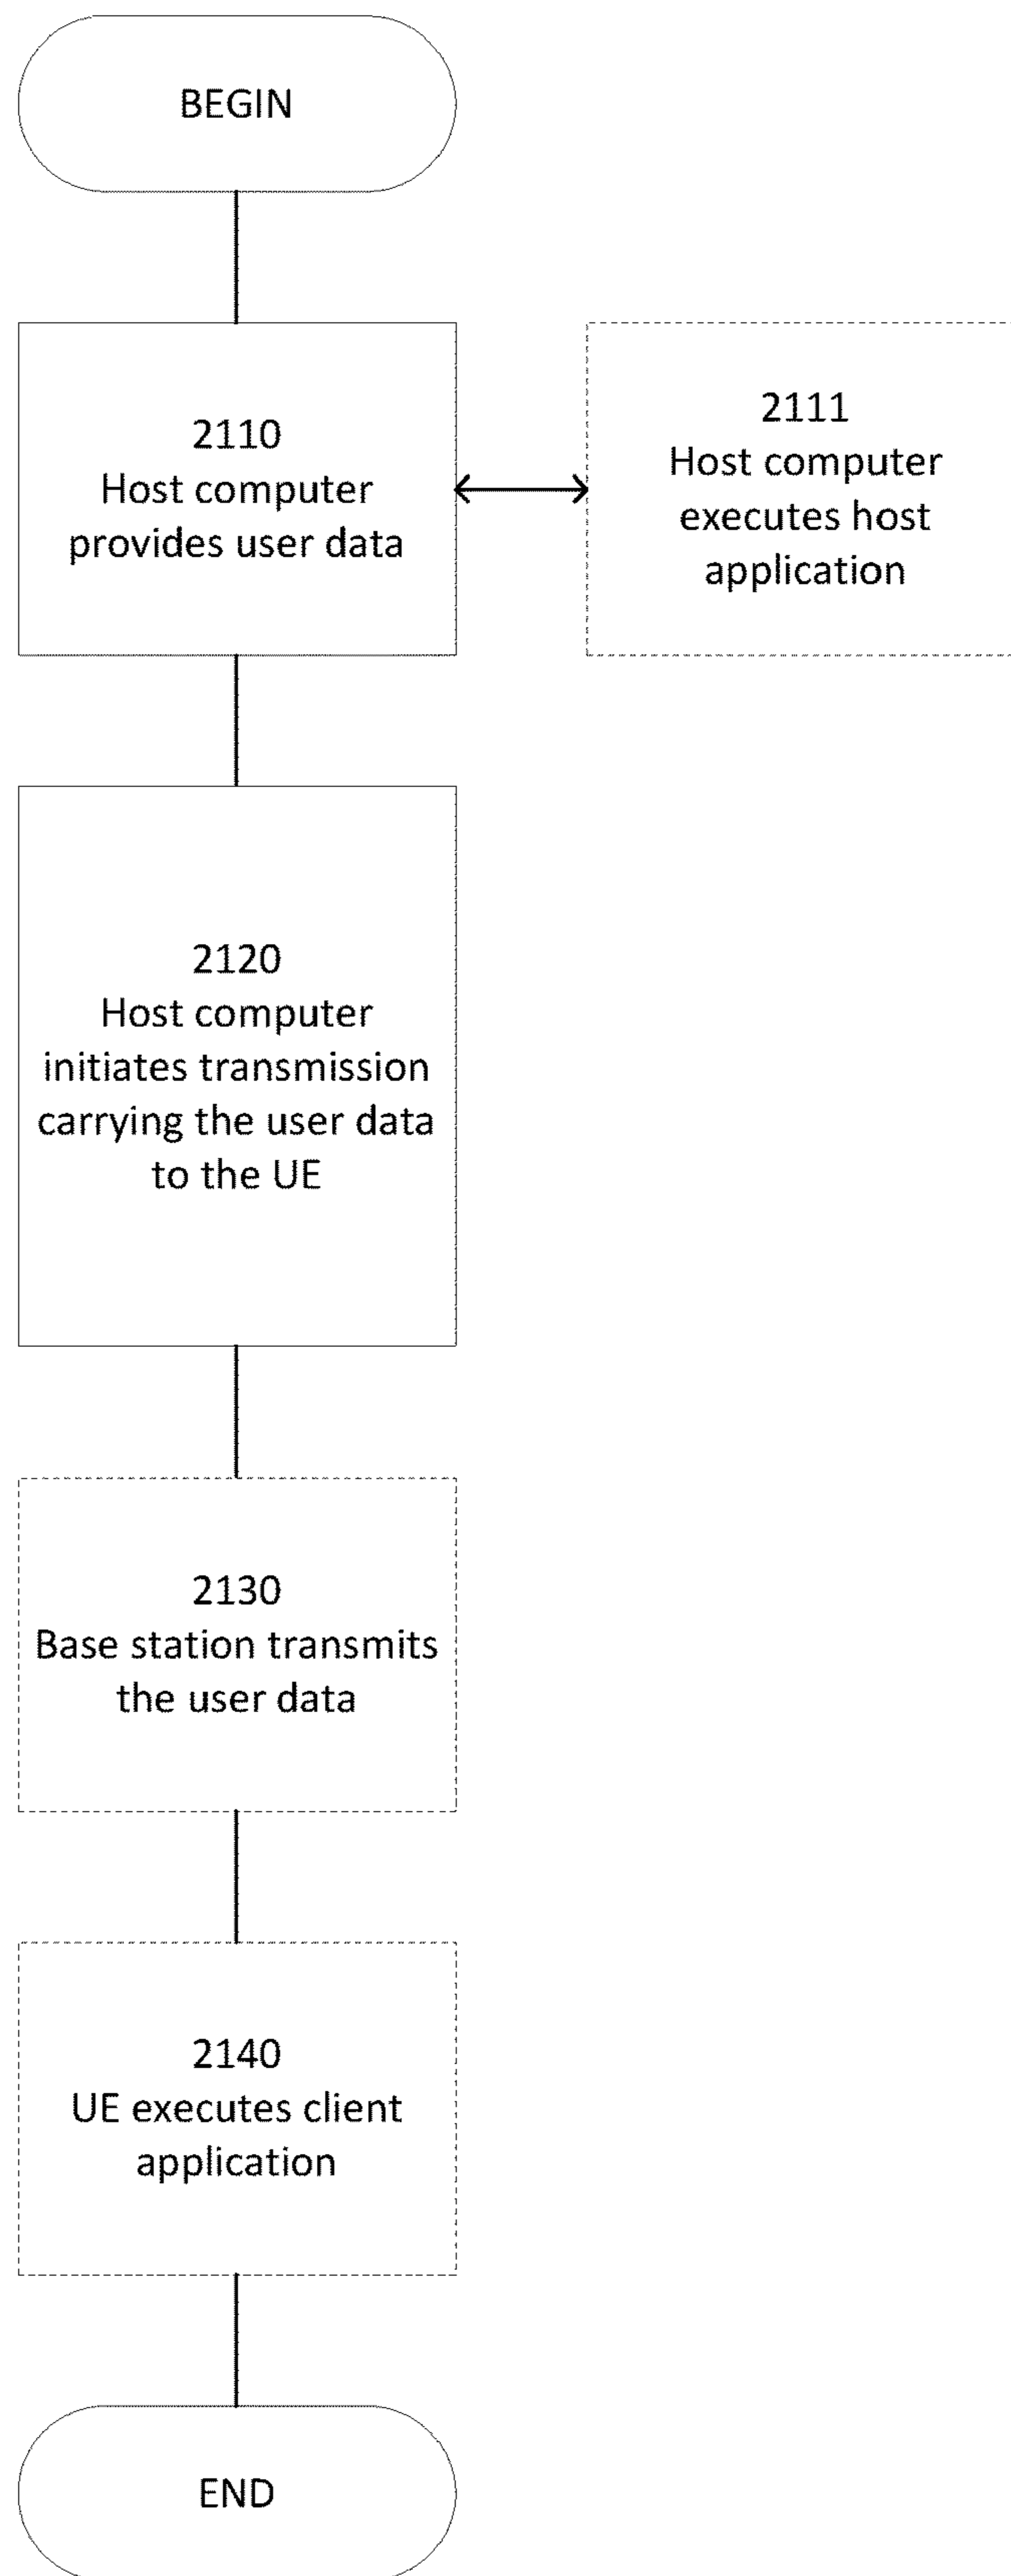 BEGIN
2110
Host computer
provides user data
2111
Host computer
executes host
application
2120
Host computer
initiates transmission
carrying the user data
to the UE
2130
Base station transmits
the user data
2140
UE executes client
application
END